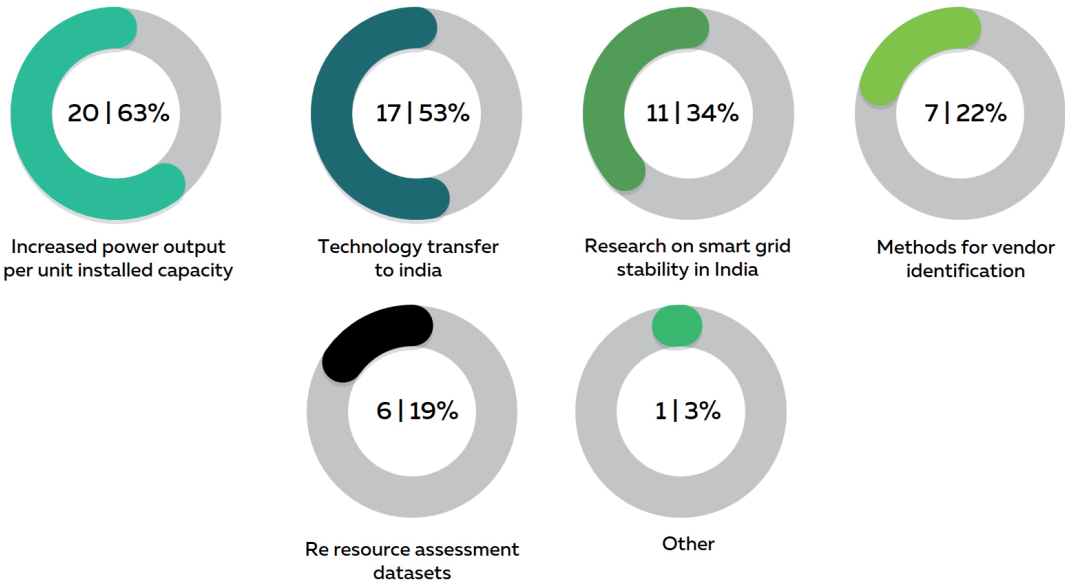 20 | 63%
17 | 53%
11 | 34%
7 | 22%
Increased power output
per unit installed capacity
Technology transfer
to india
Research on smart grid
stability in India
Methods for vendor
identification
6 | 19%
1 | 3%
Re resource assessment
datasets
Other